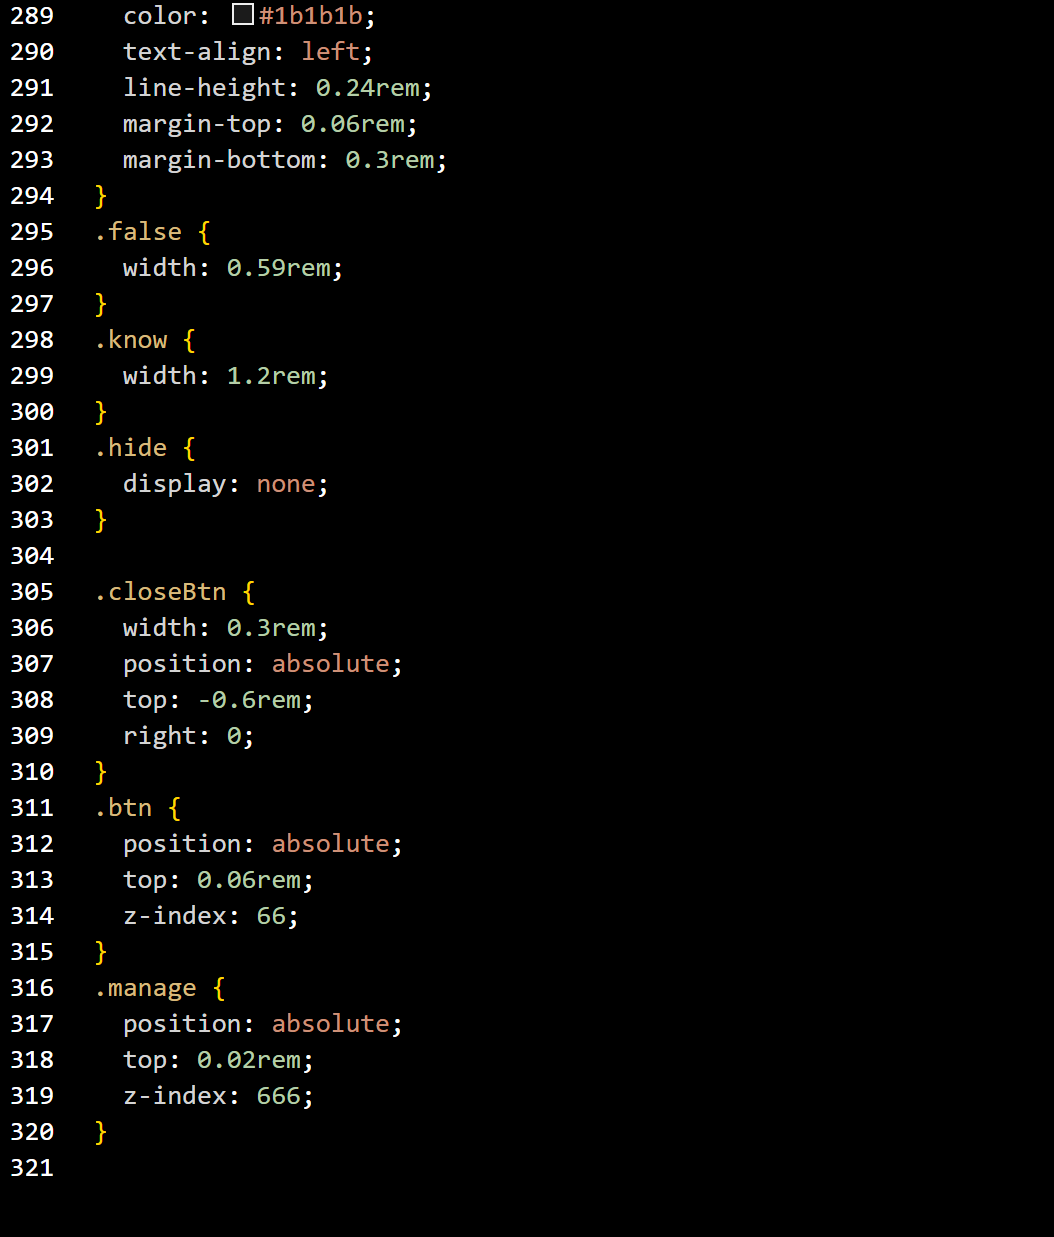 289 color: #1b1b1b;
290 text-align: left;
291 line-height: 0.24rem;
292 margin-top: 0.06rem;
293 margin-bottom: 0.3rem;
294 }
295 .false {
296 width: 0.59rem;
297 }
298 .know {
299 width: 1.2rem;
300 }
301 .hide {
302 display: none;
303 }
304
305 .closeBtn {
306 width: 0.3rem;
307 position: absolute;
308 top: -0.6rem;
309 right: 0;
310 }
311 .btn {
312 position: absolute;
313 top: 0.06rem;
314 z-index: 66;
315 }
316 .manage {
317 position: absolute;
318 top: 0.02rem;
319 z-index: 666;
320 }
321